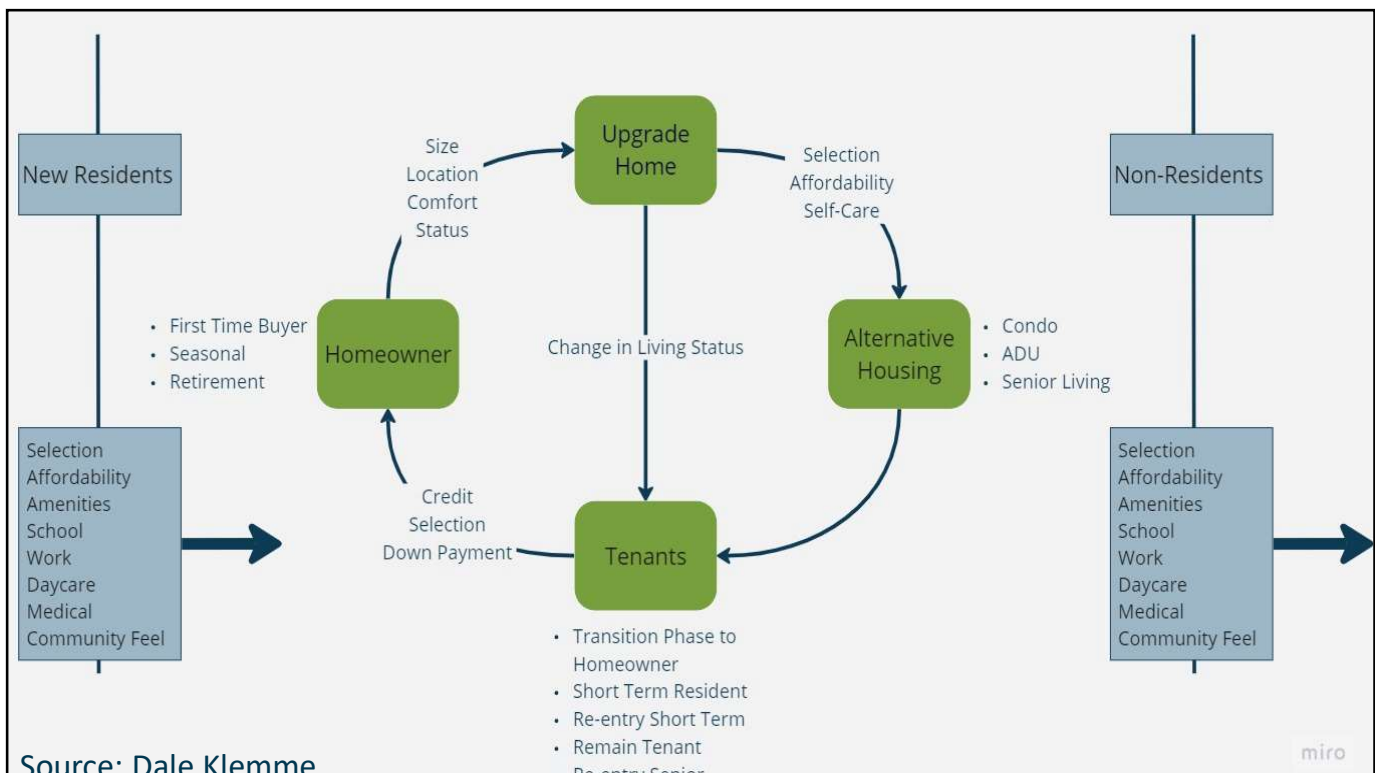 New Residents
Selection
Affordability
Amenities
School
Work
Daycare
Medical
Community Feel
• First Time Buyer
• Seasonal
• Retirement
Homeowner
Size
Location
Comfort
Status
Upgrade
Home
Selection
Affordability
Self-Care
Change in Living Status
Alternative
Housing
• Condo
• ADU
• Senior Living
Credit
Selection
Down Payment
Tenants
• Transition Phase to
Homeowner
• Short Term Resident
• Re-entry Short Term
• Remain Tenant
Re-entry Senior
Non-Residents
Selection
Affordability
Amenities
School
Work
Daycare
Medical
Community Feel
Source: Dale Klemme
miro